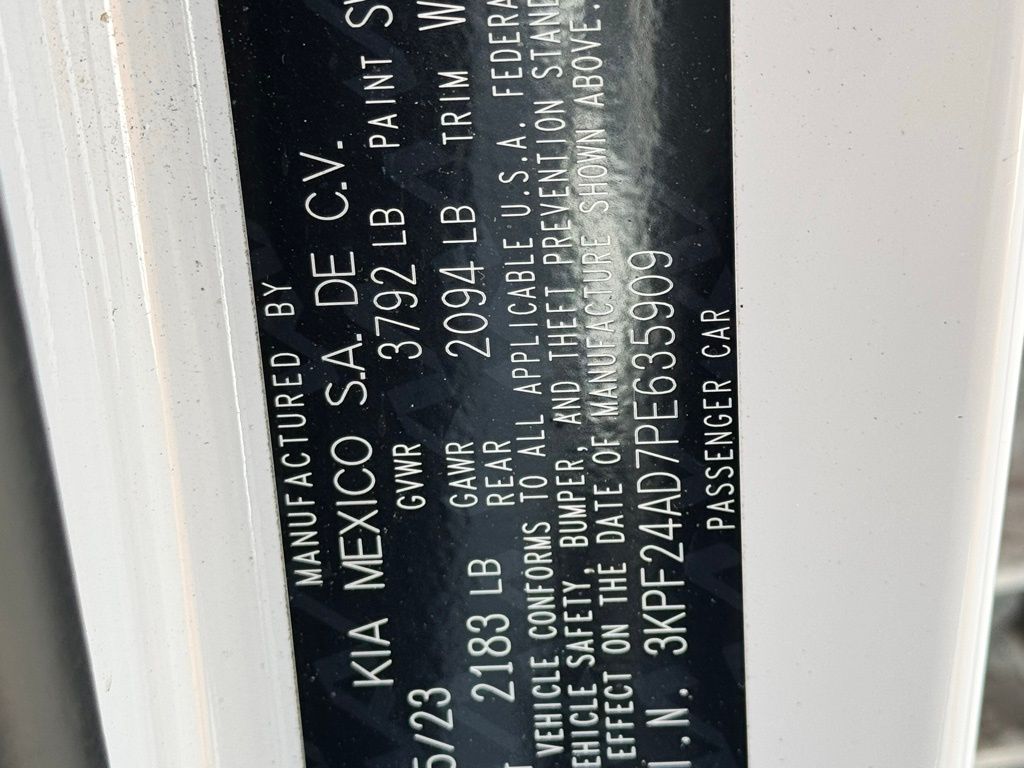 MANUFACTURED BY
KIA MEXICO S.A. DE C.V.
5/23 GVWR 3792 LB PAINT
GAWR
2183 LB REAR 2094 LB TRIM
VEHICLE CONFORMS TO ALL APPLICABLE U.S.A. FEDERA
EHICLE SAFETY, BUMPER, AND THEFT PREVENTION STAND
EFFECT ON THE DATE OF MANUFACTURE SHOWN ABOVE.
I.N. 3KPF24AD7PE635909
PASSENGER CAR